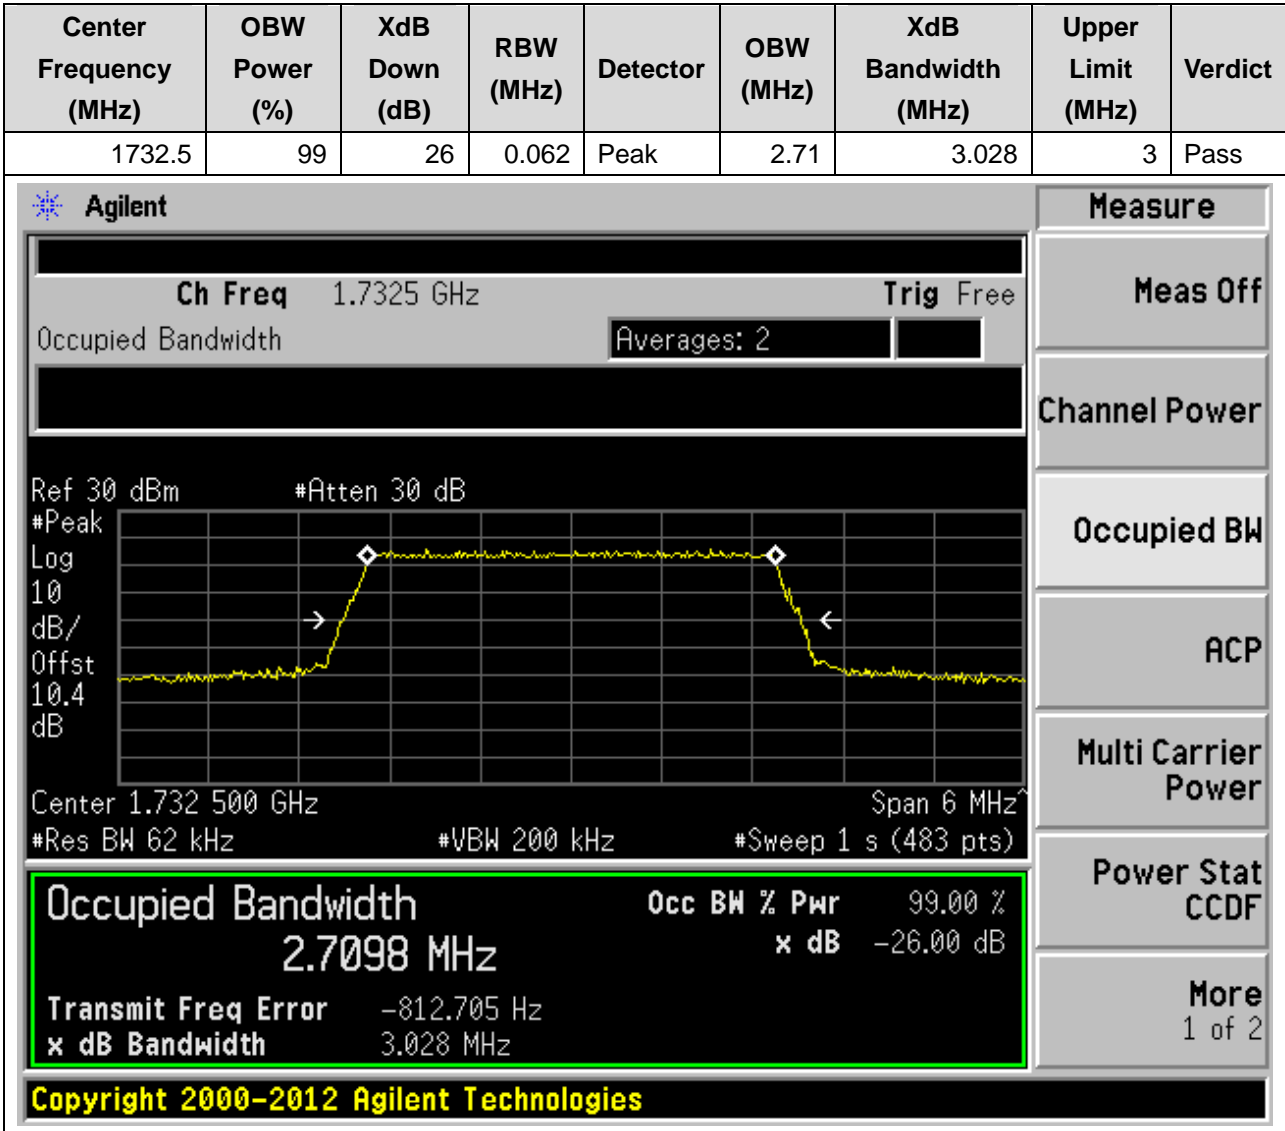 Center Frequency (MHz) OBW Power (%) XdB Down (dB) RBW (MHz) Detector OBW (MHz) XdB Bandwidth (MHz) Upper Limit (MHz) Verdict
1732.5 99 26 0.062 Peak 2.71 3.028 3 Pass
Agilent
Measure
Ch Freq 1.7325 GHz Trig Free
Meas Off
Occupied Bandwidth Averages: 2
Channel Power
Ref 30 dBm #Atten 30 dB
#Peak
Log
10
dB/
Offst
10.4
dB
Occupied BW
ACP
Multi Carrier
Power
Center 1.732 500 GHz Span 6 MHz^
#Res BW 62 kHz #VBW 200 kHz #Sweep 1 s (483 pts)
Power Stat
CCDF
Occupied Bandwidth Occ BW % Pwr 99.00 %
2.7098 MHz x dB -26.00 dB
Transmit Freq Error -812.705 Hz
x dB Bandwidth 3.028 MHz
More
1 of 2
Copyright 2000-2012 Agilent Technologies